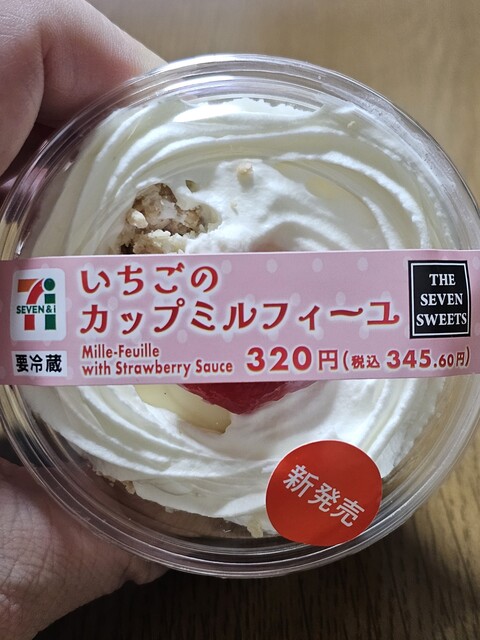 いちごの
カップミルフィーユ
SEVEN & i
THE
SEVEN
SWEETS
要冷蔵
Mille-Feuille
with Strawberry Sauce
320円(税込 345.60円)
新発売